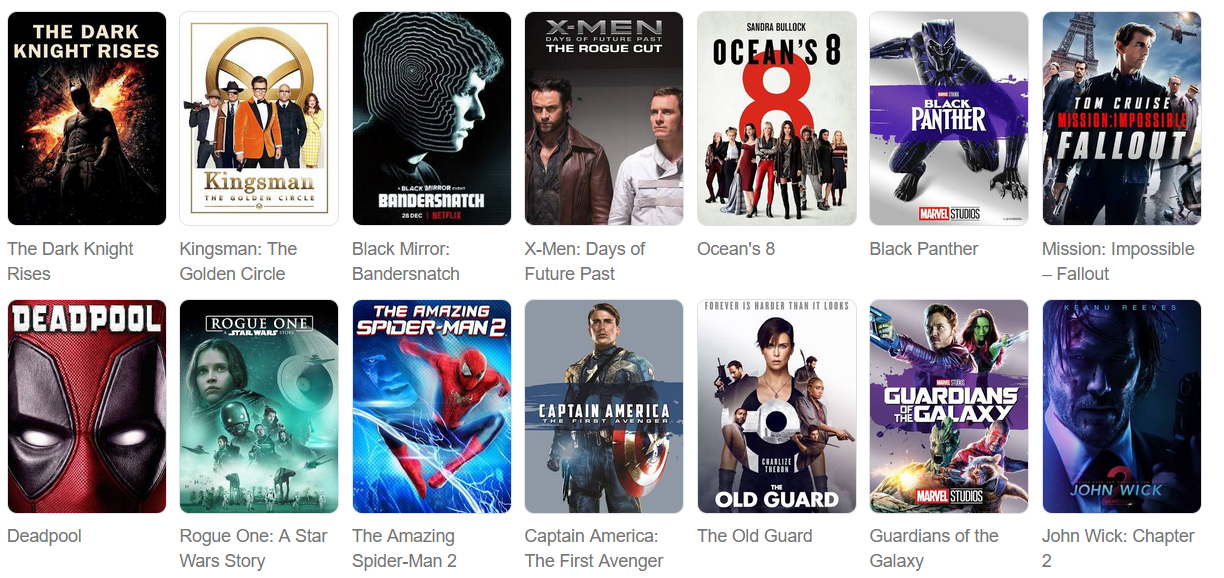 THE DARK
KNIGHT RISES
Kingsman
THE GOLDEN CIRCLE
A BLACK MIRROR EVENT
BANDERSNATCH
28 DEC | NETFLIX
X-MEN
DAYS OF FUTURE PAST
THE ROGUE CUT
SANDRA BULLOCK
OCEAN'S 8
8
MARVEL STUDIOS
BLACK
PANTHER
MARVEL STUDIOS
TOM CRUISE
MISSION:IMPOSSIBLE
FALLOUT
The Dark Knight
Rises
Kingsman: The
Golden Circle
Black Mirror:
Bandersnatch
X-Men: Days of
Future Past
Ocean's 8
Black Panther
Mission: Impossible
– Fallout
DEADPOOL
ROGUE ONE
A STAR WARS STORY
THE AMAZING
SPIDER-MAN 2
CAPTAIN AMERICA
THE FIRST AVENGER
FOREVER IS HARDER THAN IT LOOKS
CHARLIZE
THERON
THE
OLD GUARD
MARVEL STUDIOS
GUARDIANS
OF THE GALAXY
MARVEL STUDIOS
KEANU REEVES
2
JOHN WICK
Deadpool
Rogue One: A Star
Wars Story
The Amazing
Spider-Man 2
Captain America:
The First Avenger
The Old Guard
Guardians of the
Galaxy
John Wick: Chapter
2